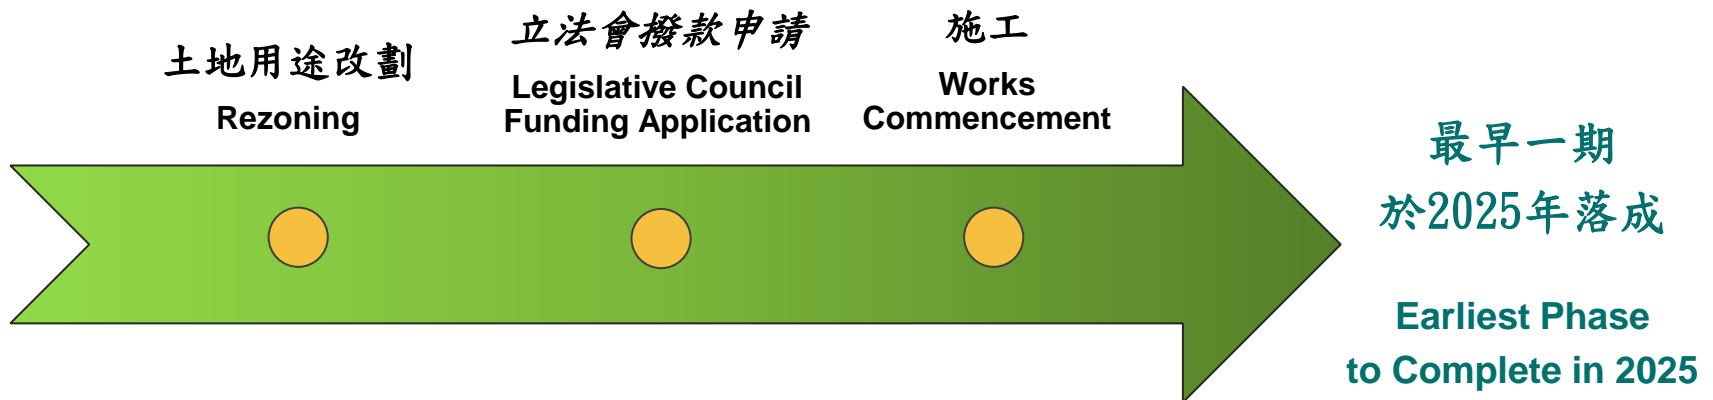 土地用途改劃
Rezoning
立法會撥款申請
Legislative Council
Funding Application
施工
Works
Commencement
最早一期
於2025年落成
Earliest Phase
to Complete in 2025